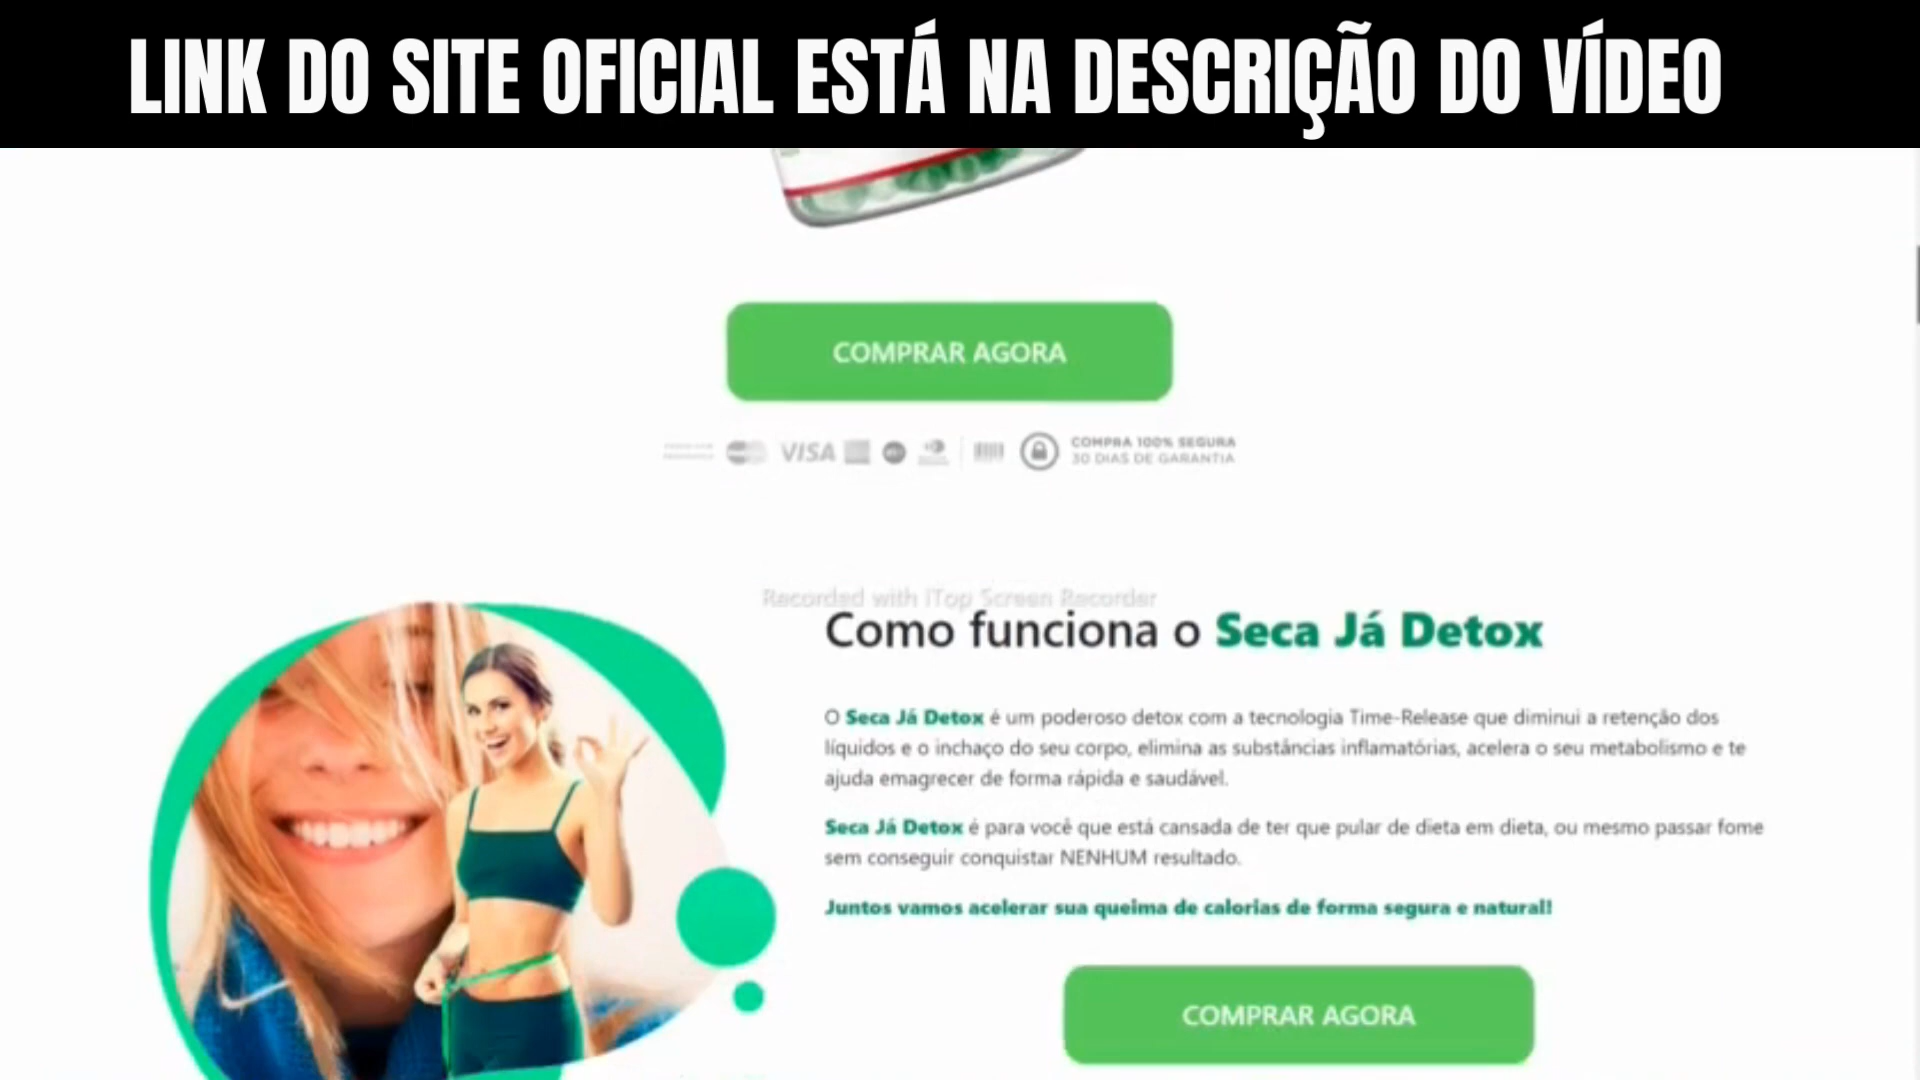 LINK DO SITE OFICIAL ESTÁ NA DESCRIÇÃO DO VÍDEO
COMPRAR AGORA
VISA
COMPRA 100% SEGURA
30 DIAS DE GARANTIA
Recorded with iTop Screen Recorder
Como funciona o Seca Já Detox
O Seca Já Detox é um poderoso detox com a tecnologia Time-Release que diminui a retenção dos
líquidos e o inchaço do seu corpo, elimina as substâncias inflamatórias, acelera o seu metabolismo e te
ajuda emagrecer de forma rápida e saudável.
Seca Já Detox é para você que está cansada de ter que pular de dieta em dieta, ou mesmo passar fome
sem conseguir conquistar NENHUM resultado.
Juntos vamos acelerar sua queima de calorias de forma segura e natural!
COMPRAR AGORA